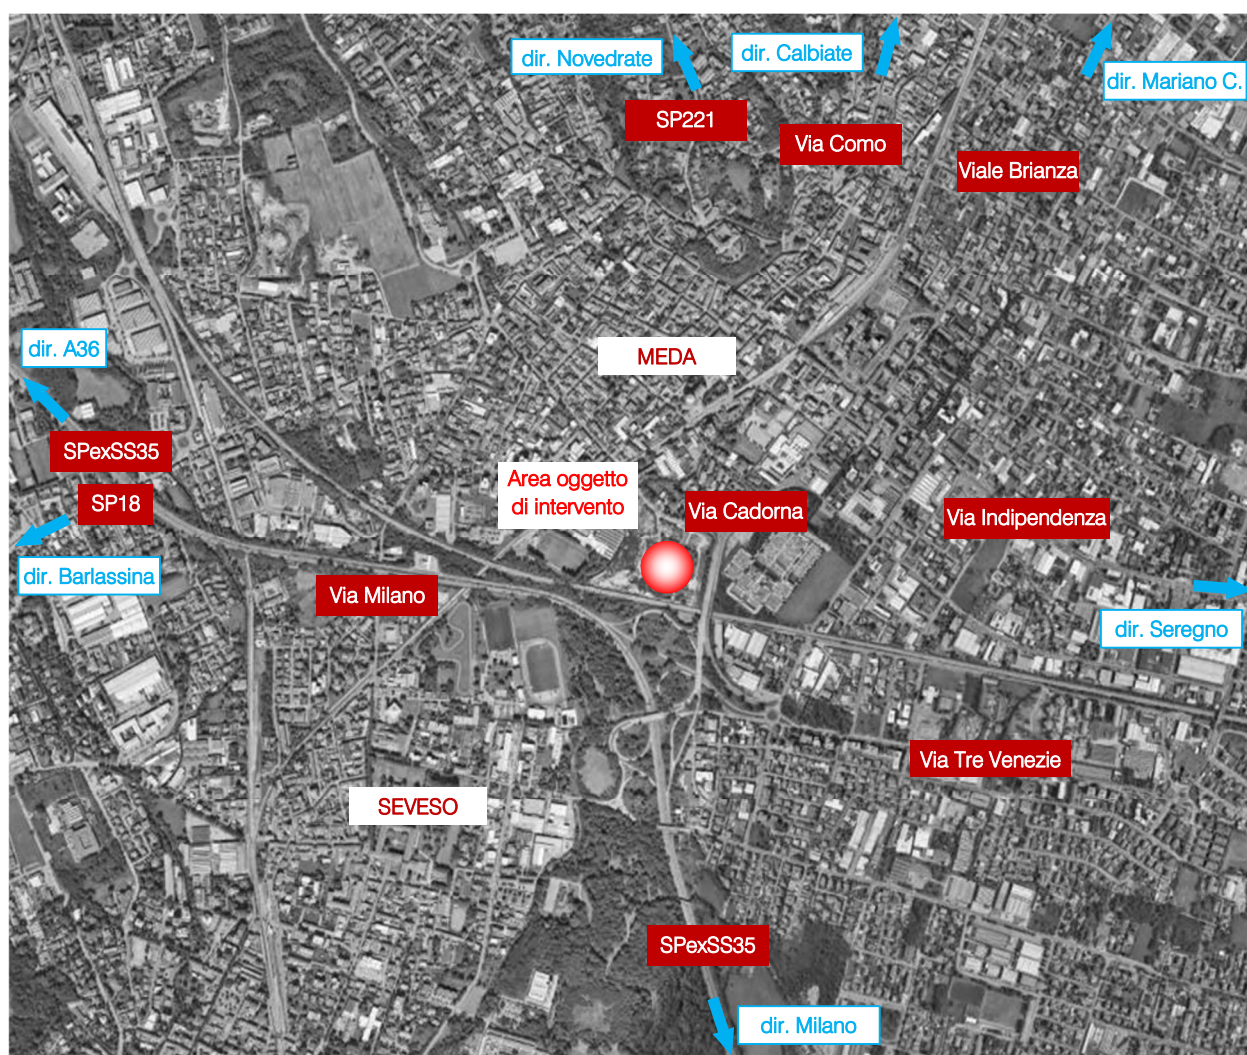 dir. Novedrate
dir. Calbiate
dir. Mariano C.
SP221
Via Como
Viale Brianza
dir. A36
MEDA
SPexSS35
Area oggetto
di intervento
SP18
Via Cadorna
Via Indipendenza
dir. Barlassina
Via Milano
dir. Seregno
Via Tre Venezie
SEVESO
SPexSS35
dir. Milano